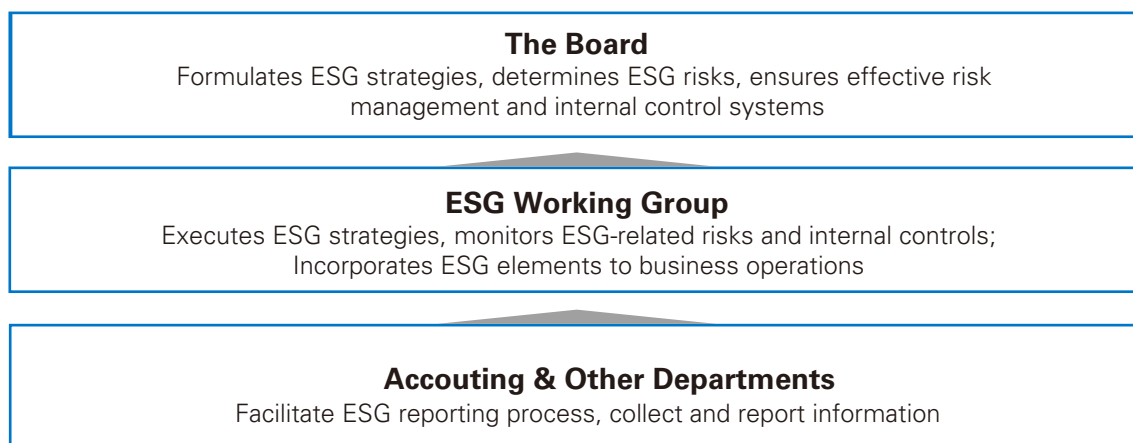 The Board
Formulates ESG strategies, determines ESG risks, ensures effective risk
management and internal control systems
ESG Working Group
Executes ESG strategies, monitors ESG-related risks and internal controls;
Incorporates ESG elements to business operations
Accouting & Other Departments
Facilitate ESG reporting process, collect and report information